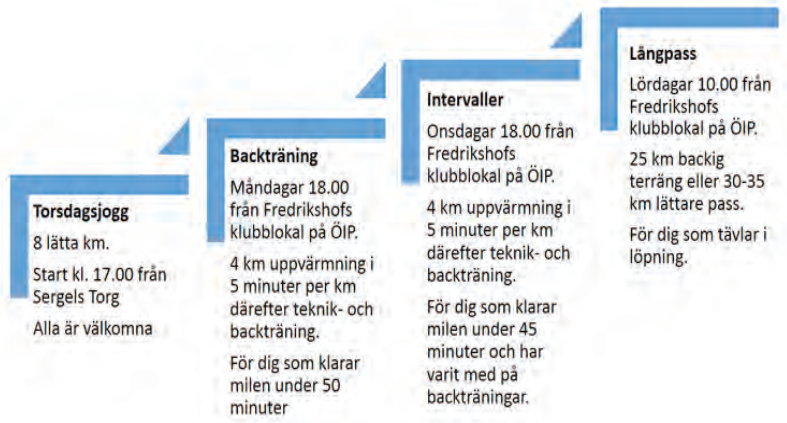 Torsdagsjogg
8 lätta km.
Start kl. 17.00 från
Sergels Torg
Alla är välkomna
Backträning
Måndagar 18.00
från Fredrikshofs
klubblokal på ÖIP.
4 km uppvärmning i
5 minuter per km
därefter teknik- och
backträning.
För dig som klarar
milen under 50
minuter
Intervaller
Onsdagar 18.00 från
Fredrikshofs
klubblokal på ÖIP.
4 km uppvärmning i
5 minuter per km
därefter teknik- och
backträning.
För dig som klarar
milen under 45
minuter och har
varit med på
backträningar.
Långpass
Lördagar 10.00 från
Fredrikshofs
klubblokal på ÖIP.
25 km backig
terräng eller 30-35
km lättare pass.
För dig som tävlar i
löpning.